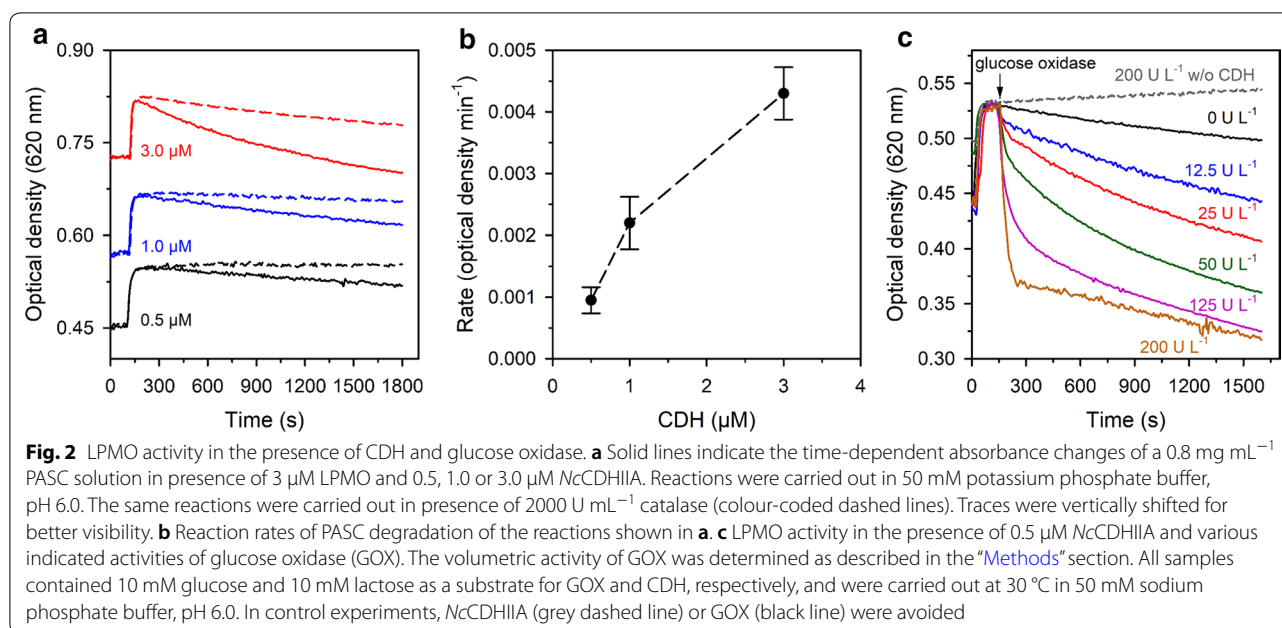 a
0.90
0.75
0.60
0.45
Optical density (620 nm)
3.0 µM
1.0 µM
0.5 µM
0 300 600 900 1200 1500 1800
Time (s)
b
0.005
0.004
0.003
0.002
0.001
0.000
Rate (optical density min⁻¹)
0 1 2 3 4
CDH (µM)
c
0.55
0.50
0.45
0.40
0.35
0.30
Optical density (620 nm)
glucose oxidase
200 U L⁻¹ w/o CDH
0 U L⁻¹
12.5 U L⁻¹
25 U L⁻¹
50 U L⁻¹
125 U L⁻¹
200 U L⁻¹
0 300 600 900 1200 1500
Time (s)
Fig. 2 LPMO activity in the presence of CDH and glucose oxidase. a Solid lines indicate the time-dependent absorbance changes of a 0.8 mg mL⁻¹
PASC solution in presence of 3 µM LPMO and 0.5, 1.0 or 3.0 µM NcCDHIIA. Reactions were carried out in 50 mM potassium phosphate buffer,
pH 6.0. The same reactions were carried out in presence of 2000 U mL⁻¹ catalase (colour-coded dashed lines). Traces were vertically shifted for
better visibility. b Reaction rates of PASC degradation of the reactions shown in a. c LPMO activity in the presence of 0.5 µM NcCDHIIA and various
indicated activities of glucose oxidase (GOX). The volumetric activity of GOX was determined as described in the “Methods” section. All samples
contained 10 mM glucose and 10 mM lactose as a substrate for GOX and CDH, respectively, and were carried out at 30 °C in 50 mM sodium
phosphate buffer, pH 6.0. In control experiments, NcCDHIIA (grey dashed line) or GOX (black line) were avoided